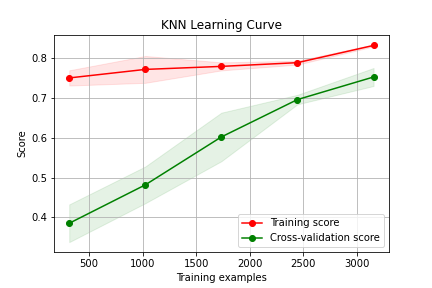 KNN Learning Curve
0.8
0.7
0.6
0.5
0.4
Score
500 1000 1500 2000 2500 3000
Training examples
Training score
Cross-validation score